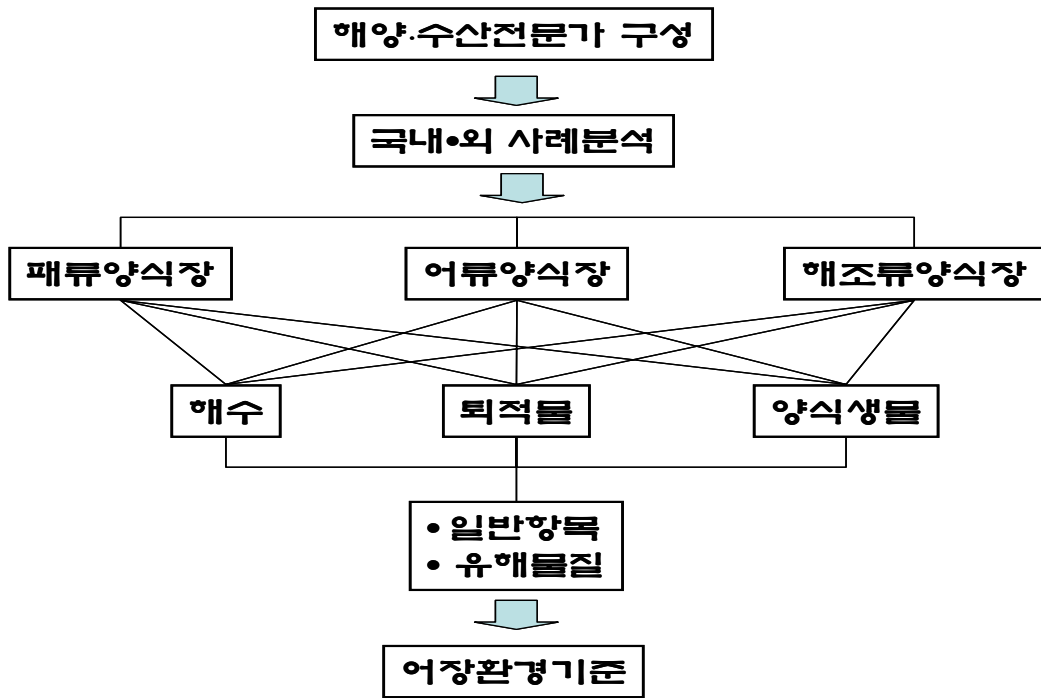 해양.수산전문가 구성
국내•외 사례분석
패류양식장
어류양식장
해조류양식장
해수
퇴적물
양식생물
• 일반항목
• 유해물질
어장환경기준